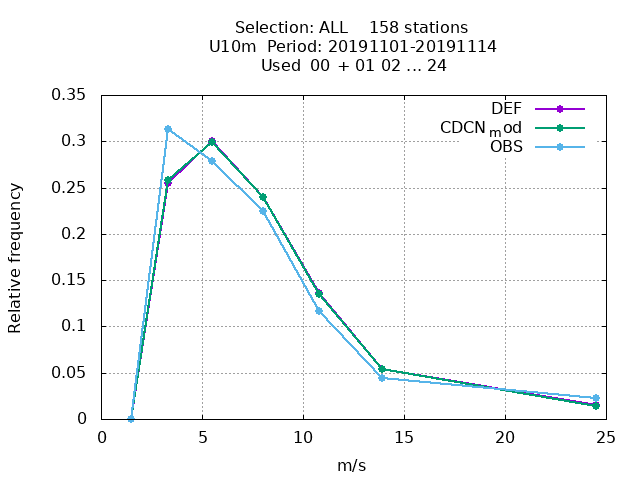 Selection: ALL    158 stations
U10m  Period: 20191101-20191114
Used  00 + 01 02 ... 24
DEF
CDCN_mod
OBS
Relative frequency
0.35
0.3
0.25
0.2
0.15
0.1
0.05
0
0 5 10 15 20 25
m/s